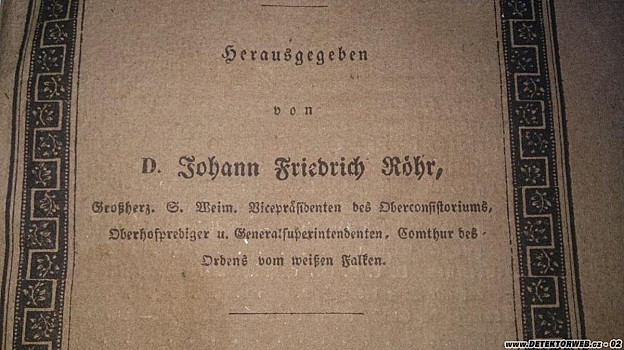 Herausgegeben
von
D. Johann Friedrich Röhr,
Großherz. S. Weim. Vicepräsidenten des Oberconsistoriums,
Oberhofprediger u. Generalsuperintendenten, Comthur des
Ordens vom weißen Falken.
www.DETEKTORWEB.cz - 02